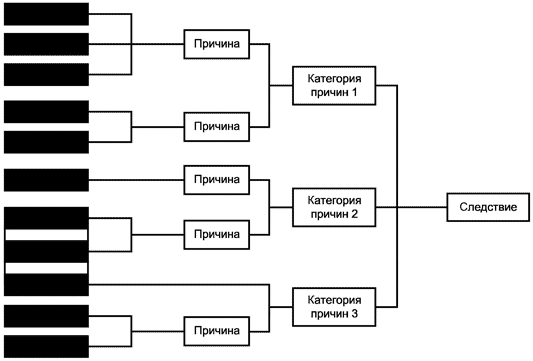 Причина
Категория
причин 1
Причина
Причина
Категория
причин 2
Следствие
Причина
Категория
причин 3
Причина